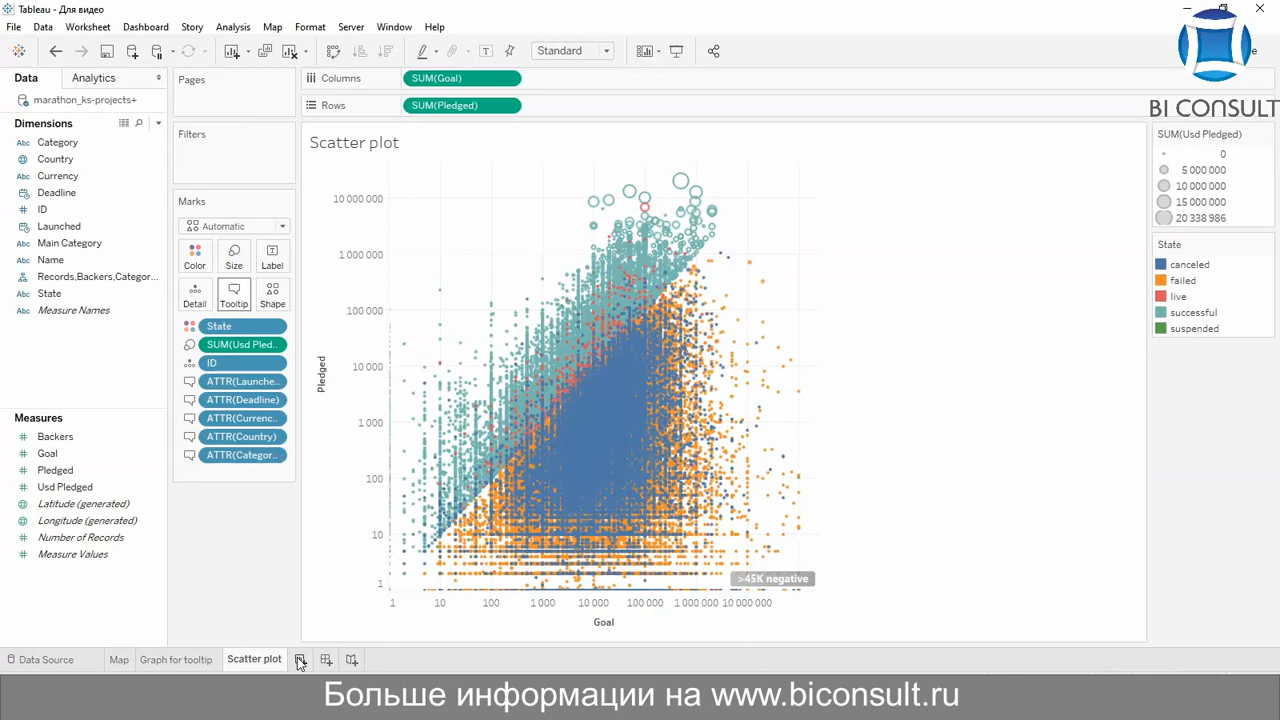 Tableau - Для видео
File Data Worksheet Dashboard Story Analysis Map Format Server Window Help
Standard
Data Analytics
marathon_ks-projects+
Dimensions
Abc Category
Country
Abc Currency
Deadline
ID
Launched
Abc Main Category
Abc Name
Records,Backers,Categor...
Abc State
Abc Measure Names
Measures
Backers
Goal
Pledged
Usd Pledged
Latitude (generated)
Longitude (generated)
Number of Records
Measure Values
Pages
Filters
Marks
Automatic
Color Size Label
Detail Tooltip Shape
State
SUM(Usd Pled..
ID
ATTR(Launche..
ATTR(Deadline)
ATTR(Currenc..
ATTR(Country)
ATTR(Categor..
Columns SUM(Goal)
Rows SUM(Pledged)
Scatter plot
10 000 000
1 000 000
100 000
10 000
1 000
100
10
1
Pledged
1 10 100 1 000 10 000 100 000 1 000 000 10 000 000
Goal
>45K negative
BI CONSULT
SUM(Usd Pledged)
0
5 000 000
10 000 000
15 000 000
20 338 986
State
canceled
failed
live
successful
suspended
Data Source Map Graph for tooltip Scatter plot
Больше информации на www.biconsult.ru